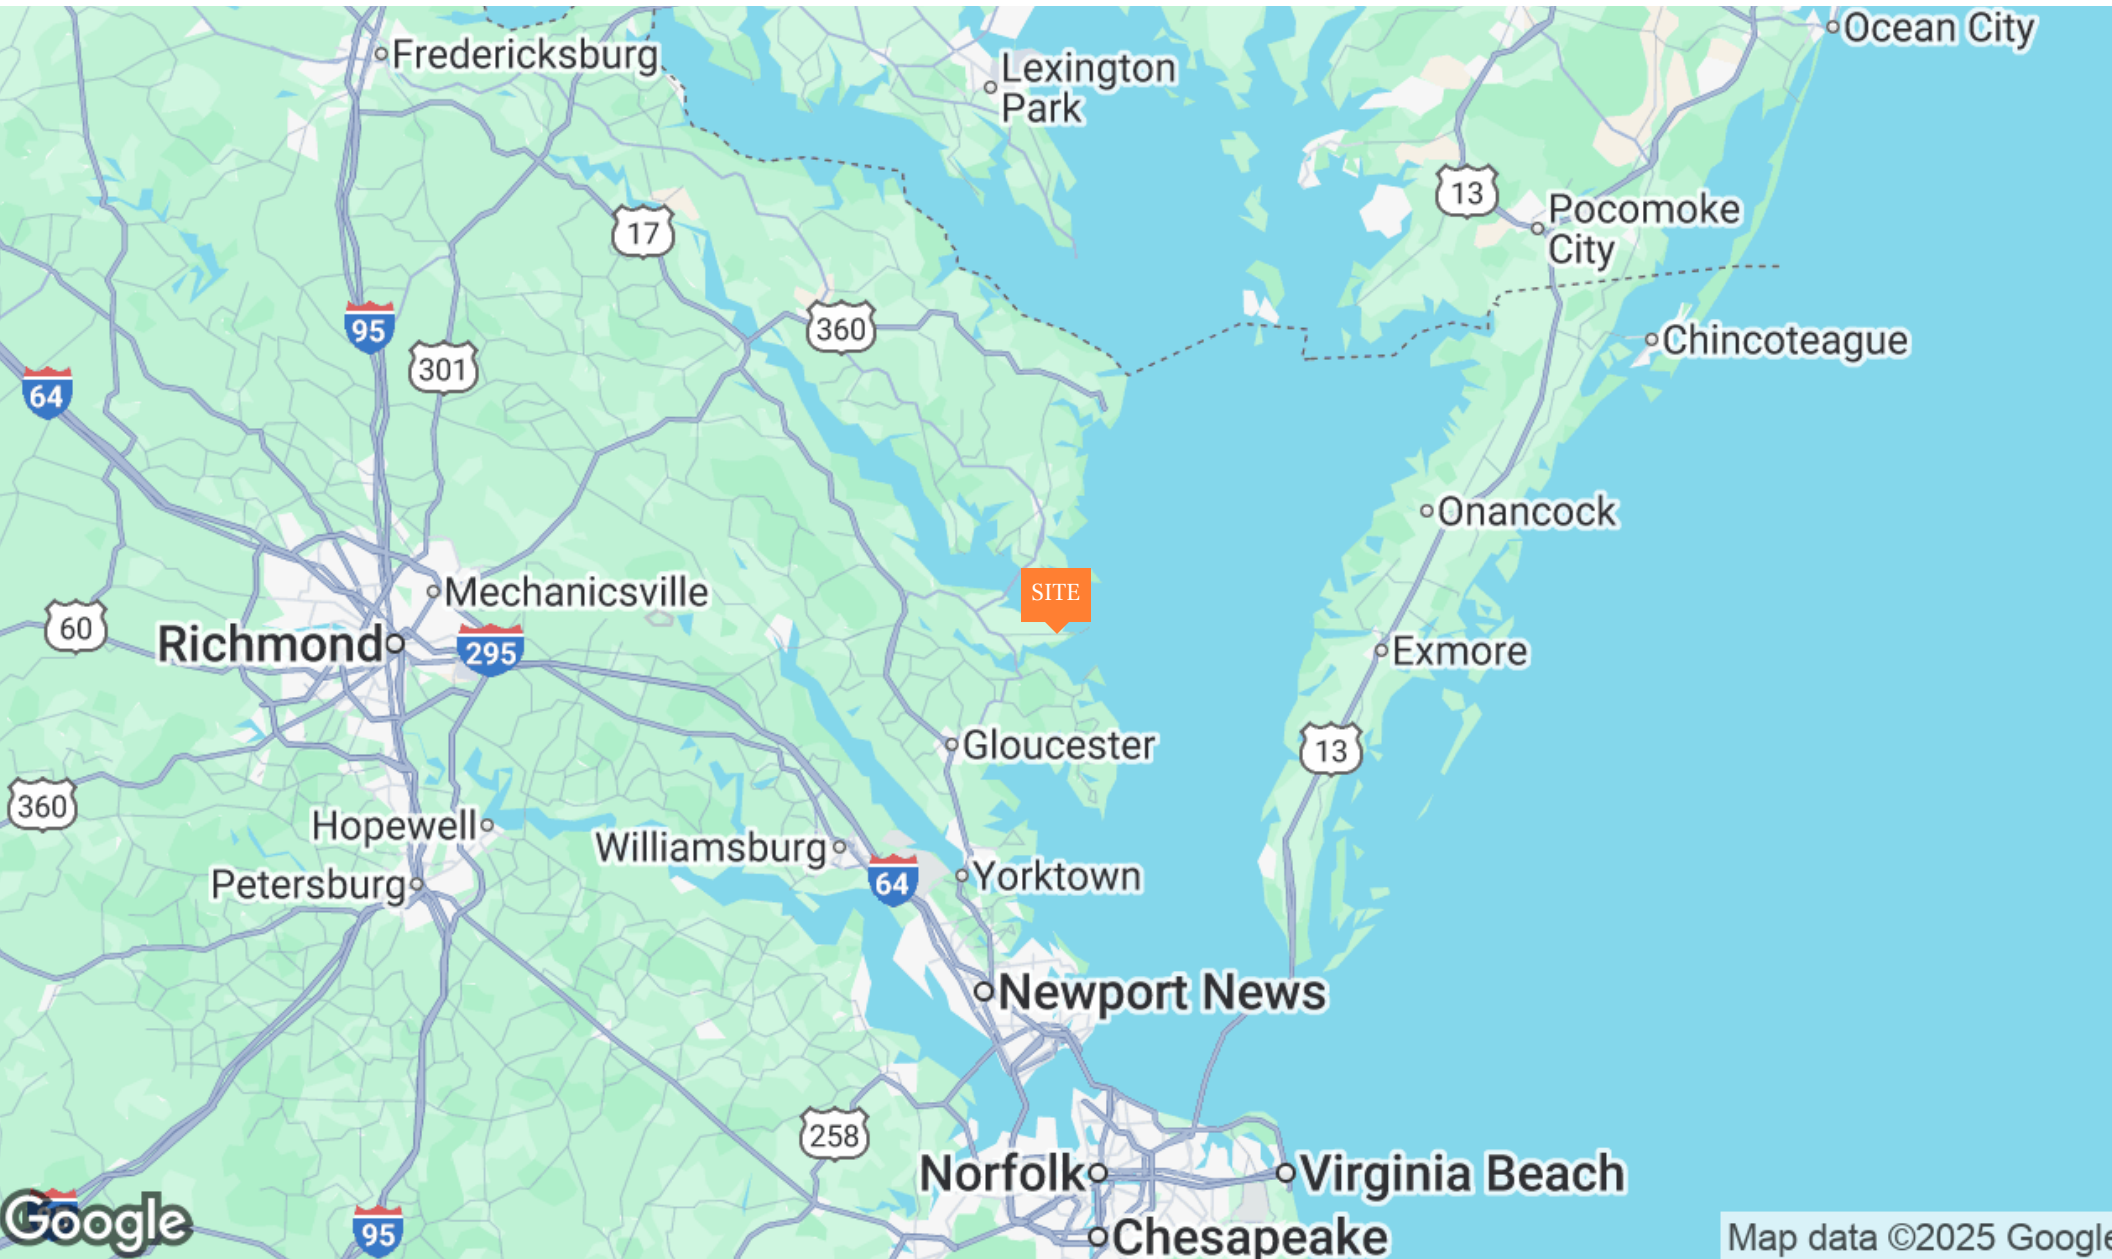 Ocean City
Fredericksburg
Lexington
Park
13
Pocomoke
City
17
360
95
301
64
Chincoteague
Onancock
SITE
Mechanicsville
60
Richmond
295
Exmore
Gloucester
13
360
Hopewell
Williamsburg
64
Yorktown
Petersburg
Newport News
258
Norfolk
Virginia Beach
95
Google
Chesapeake
Map data ©2025 Google